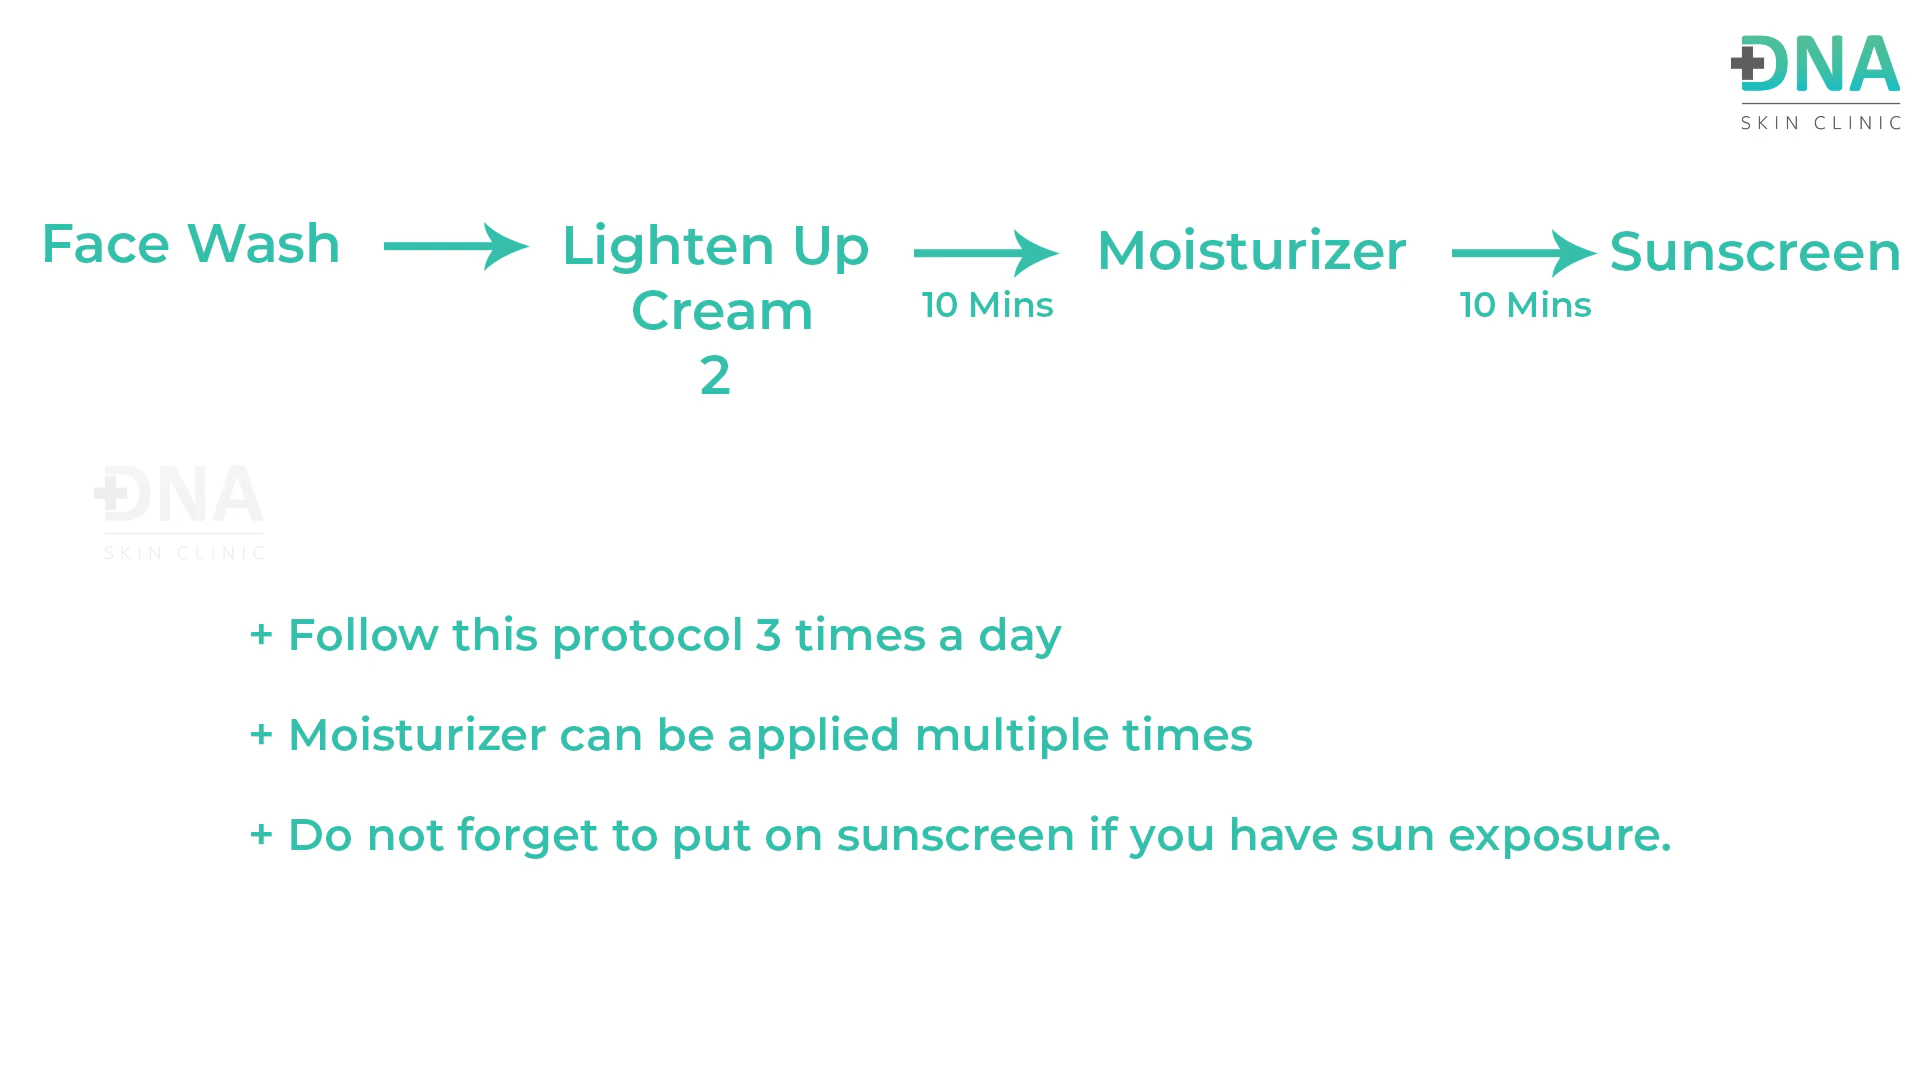 DNA
SKIN CLINIC
Face Wash
Lighten Up
Cream
2
10 Mins
Moisturizer
10 Mins
Sunscreen
DNA
SKIN CLINIC
+ Follow this protocol 3 times a day
+ Moisturizer can be applied multiple times
+ Do not forget to put on sunscreen if you have sun exposure.